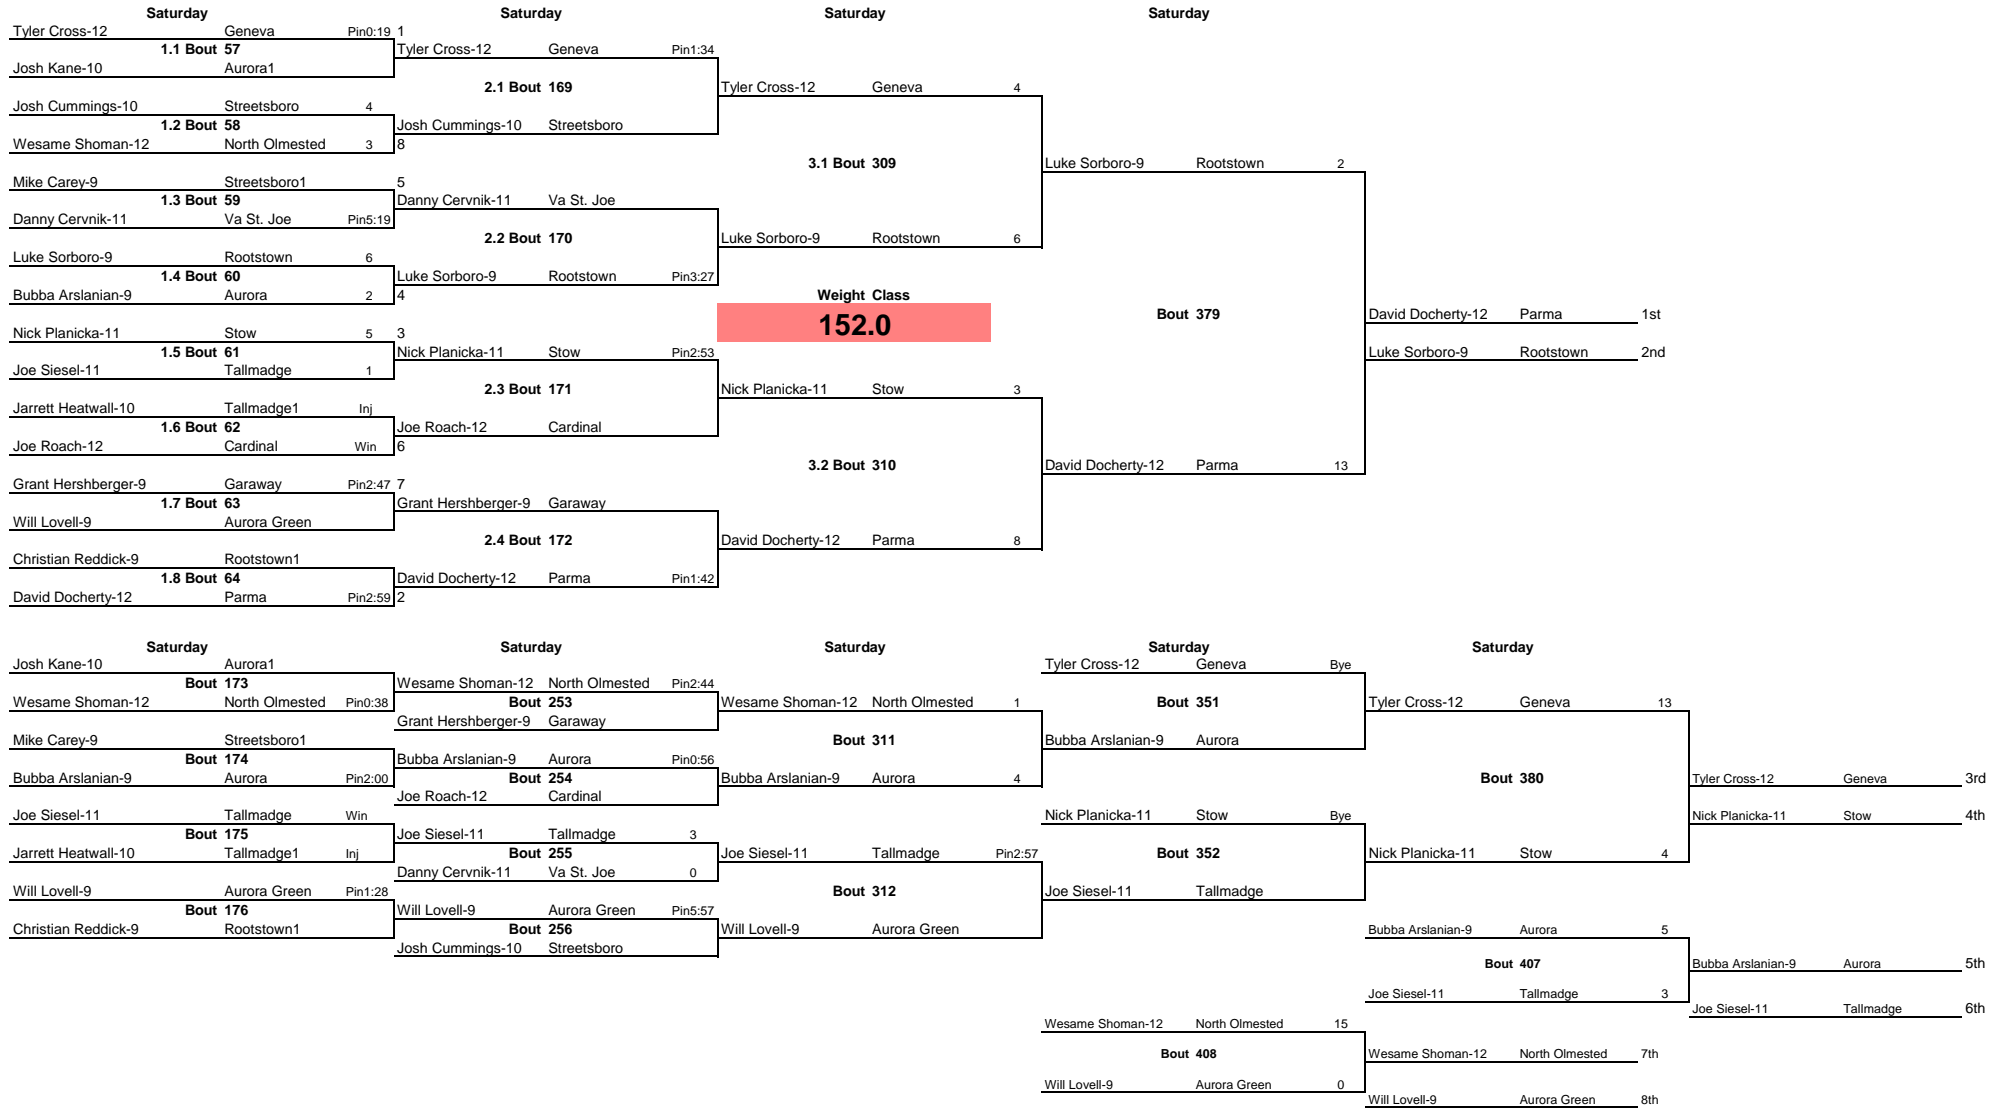 Saturday Saturday Saturday Saturday
Tyler Cross-12 Geneva Pin0:19 1
1.1 Bout 57 Tyler Cross-12 Geneva Pin1:34
Josh Kane-10 Aurora1
2.1 Bout 169 Tyler Cross-12 Geneva 4
Josh Cummings-10 Streetsboro 4
1.2 Bout 58 Josh Cummings-10 Streetsboro
Wesame Shoman-12 North Olmested 3 8
3.1 Bout 309 Luke Sorboro-9 Rootstown 2
Mike Carey-9 Streetsboro1 5
1.3 Bout 59 Danny Cervnik-11 Va St. Joe
Danny Cervnik-11 Va St. Joe Pin5:19
2.2 Bout 170 Luke Sorboro-9 Rootstown 6
Luke Sorboro-9 Rootstown 6
1.4 Bout 60 Luke Sorboro-9 Rootstown Pin3:27
Bubba Arslanian-9 Aurora 2 4 Weight Class
152.0 Bout 379 David Docherty-12 Parma 1st
Nick Planicka-11 Stow 5 3
1.5 Bout 61 Nick Planicka-11 Stow Pin2:53 Luke Sorboro-9 Rootstown 2nd
Joe Siesel-11 Tallmadge 1
2.3 Bout 171 Nick Planicka-11 Stow 3
Jarrett Heatwall-10 Tallmadge1 Inj
1.6 Bout 62 Joe Roach-12 Cardinal
Joe Roach-12 Cardinal Win 6
3.2 Bout 310 David Docherty-12 Parma 13
Grant Hershberger-9 Garaway Pin2:47 7
1.7 Bout 63 Grant Hershberger-9 Garaway
Will Lovell-9 Aurora Green
2.4 Bout 172 David Docherty-12 Parma 8
Christian Reddick-9 Rootstown1
1.8 Bout 64 David Docherty-12 Parma Pin1:42
David Docherty-12 Parma Pin2:59 2
Saturday Saturday Saturday Saturday Saturday
Josh Kane-10 Aurora1 Tyler Cross-12 Geneva Bye
Bout 173 Wesame Shoman-12 North Olmested Pin2:44
Wesame Shoman-12 North Olmested Pin0:38 Bout 253 Wesame Shoman-12 North Olmested 1 Bout 351 Tyler Cross-12 Geneva 13
Grant Hershberger-9 Garaway
Mike Carey-9 Streetsboro1 Bout 311 Bubba Arslanian-9 Aurora
Bout 174 Bubba Arslanian-9 Aurora Pin0:56
Bubba Arslanian-9 Aurora Pin2:00 Bout 254 Bubba Arslanian-9 Aurora 4 Bout 380 Tyler Cross-12 Geneva 3rd
Joe Roach-12 Cardinal
Joe Siesel-11 Tallmadge Win Nick Planicka-11 Stow Bye Nick Planicka-11 Stow 4th
Bout 175 Joe Siesel-11 Tallmadge 3
Jarrett Heatwall-10 Tallmadge1 Inj Bout 255 Joe Siesel-11 Tallmadge Pin2:57 Bout 352 Nick Planicka-11 Stow 4
Danny Cervnik-11 Va St. Joe 0
Will Lovell-9 Aurora Green Pin1:28 Bout 312 Joe Siesel-11 Tallmadge
Bout 176 Will Lovell-9 Aurora Green Pin5:57
Christian Reddick-9 Rootstown1 Bout 256 Will Lovell-9 Aurora Green Bubba Arslanian-9 Aurora 5
Josh Cummings-10 Streetsboro
Bout 407 Bubba Arslanian-9 Aurora 5th
Joe Siesel-11 Tallmadge 3
Joe Siesel-11 Tallmadge 6th
Wesame Shoman-12 North Olmested 15
Bout 408 Wesame Shoman-12 North Olmested 7th
Will Lovell-9 Aurora Green 0
Will Lovell-9 Aurora Green 8th